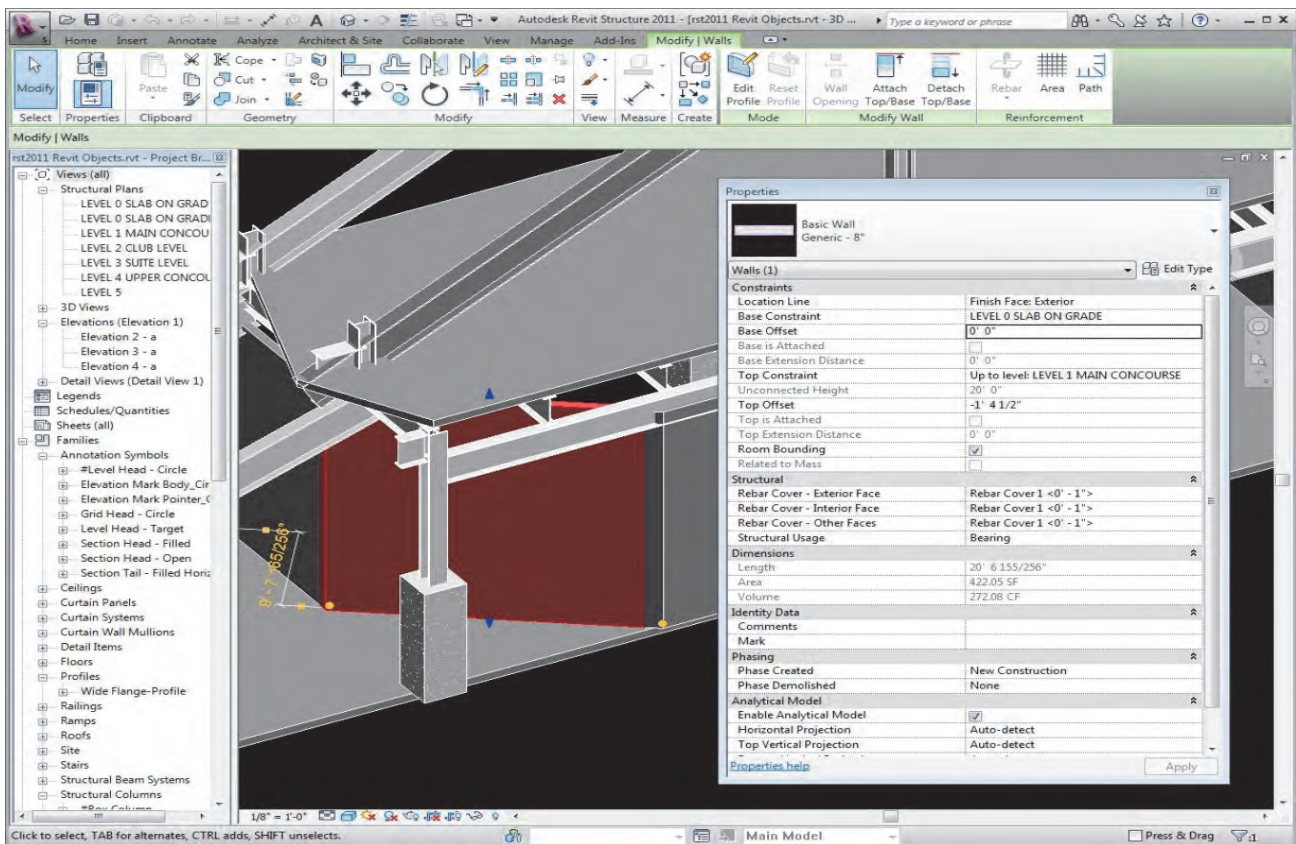 Autodesk Revit Structure 2011 - [rst2011 Revit Objects.rvt - 3D ...
Type a keyword or phrase
Home Insert Annotate Analyze Architect & Site Collaborate View Manage Add-Ins Modify | Walls
Modify
Paste
Cope
Cut
Join
Edit Profile
Reset Profile
Wall Opening
Attach Top/Base
Detach Top/Base
Rebar
Area
Path
Select Properties Clipboard Geometry Modify View Measure Create Mode Modify Wall Reinforcement
Modify | Walls
rst2011 Revit Objects.rvt - Project Br...
Views (all)
Structural Plans
LEVEL 0 SLAB ON GRAD
LEVEL 0 SLAB ON GRADI
LEVEL 1 MAIN CONCOU
LEVEL 2 CLUB LEVEL
LEVEL 3 SUITE LEVEL
LEVEL 4 UPPER CONCOU
LEVEL 5
3D Views
Elevations (Elevation 1)
Elevation 2 - a
Elevation 3 - a
Elevation 4 - a
Detail Views (Detail View 1)
Legends
Schedules/Quantities
Sheets (all)
Families
Annotation Symbols
#Level Head - Circle
Elevation Mark Body_Cir
Elevation Mark Pointer_C
Grid Head - Circle
Level Head - Target
Section Head - Filled
Section Head - Open
Section Tail - Filled Horiz
Ceilings
Curtain Panels
Curtain Systems
Curtain Wall Mullions
Detail Items
Floors
Profiles
Wide Flange-Profile
Railings
Ramps
Roofs
Site
Stairs
Structural Beam Systems
Structural Columns
#Box Column
Properties
Basic Wall
Generic - 8"
Walls (1)
Edit Type
Constraints
Location Line Finish Face: Exterior
Base Constraint LEVEL 0 SLAB ON GRADE
Base Offset 0' 0"
Base is Attached
Base Extension Distance 0' 0"
Top Constraint Up to level: LEVEL 1 MAIN CONCOURSE
Unconnected Height 20' 0"
Top Offset -1' 4 1/2"
Top is Attached
Top Extension Distance 0' 0"
Room Bounding
Related to Mass
Structural
Rebar Cover - Exterior Face Rebar Cover 1 <0' - 1">
Rebar Cover - Interior Face Rebar Cover 1 <0' - 1">
Rebar Cover - Other Faces Rebar Cover 1 <0' - 1">
Structural Usage Bearing
Dimensions
Length 20' 6 155/256"
Area 422.05 SF
Volume 272.08 CF
Identity Data
Comments
Mark
Phasing
Phase Created New Construction
Phase Demolished None
Analytical Model
Enable Analytical Model
Horizontal Projection Auto-detect
Top Vertical Projection Auto-detect
Properties help
Apply
1/8" = 1'-0"
Click to select, TAB for alternates, CTRL adds, SHIFT unselects.
Main Model
Press & Drag
:1